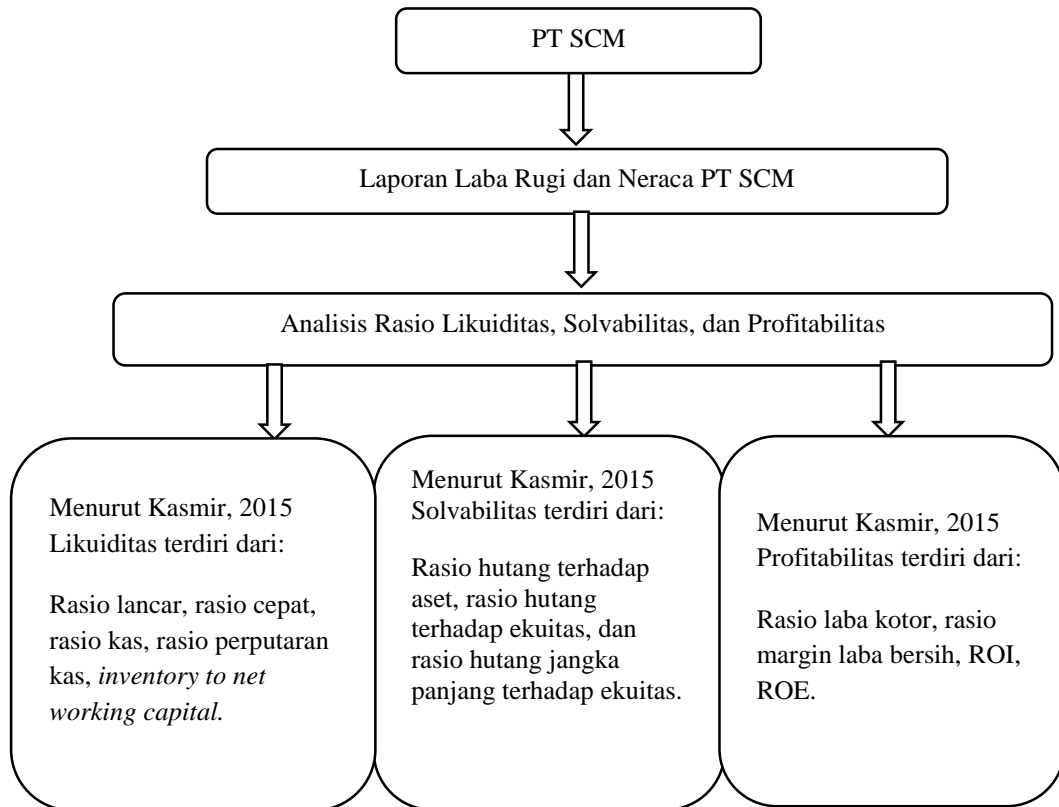 PT SCM
Laporan Laba Rugi dan Neraca PT SCM
Analisis Rasio Likuiditas, Solvabilitas, dan Profitabilitas
Menurut Kasmir, 2015
Likuiditas terdiri dari:
Rasio lancar, rasio cepat,
rasio kas, rasio perputaran
kas, inventory to net
working capital.
Menurut Kasmir, 2015
Solvabilitas terdiri dari:
Rasio hutang terhadap
aset, rasio hutang
terhadap ekuitas, dan
rasio hutang jangka
panjang terhadap ekuitas.
Menurut Kasmir, 2015
Profitabilitas terdiri dari:
Rasio laba kotor, rasio
margin laba bersih, ROI,
ROE.